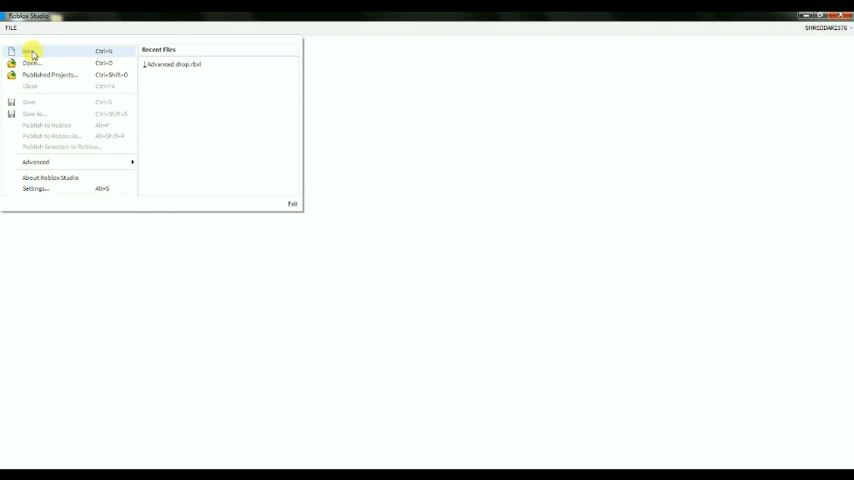 Roblox Studio
FILE
SHREDDAR2376
New Ctrl+N
Open... Ctrl+O
Published Projects... Ctrl+Shift+O
Close Ctrl+F4
Save Ctrl+S
Save As... Ctrl+Shift+S
Publish to Roblox Alt+P
Publish to Roblox As... Alt+Shift+P
Publish Selection to Roblox...
Advanced
About Roblox Studio
Settings... Alt+S
Recent Files
1 Advanced shop.rbxl
Exit